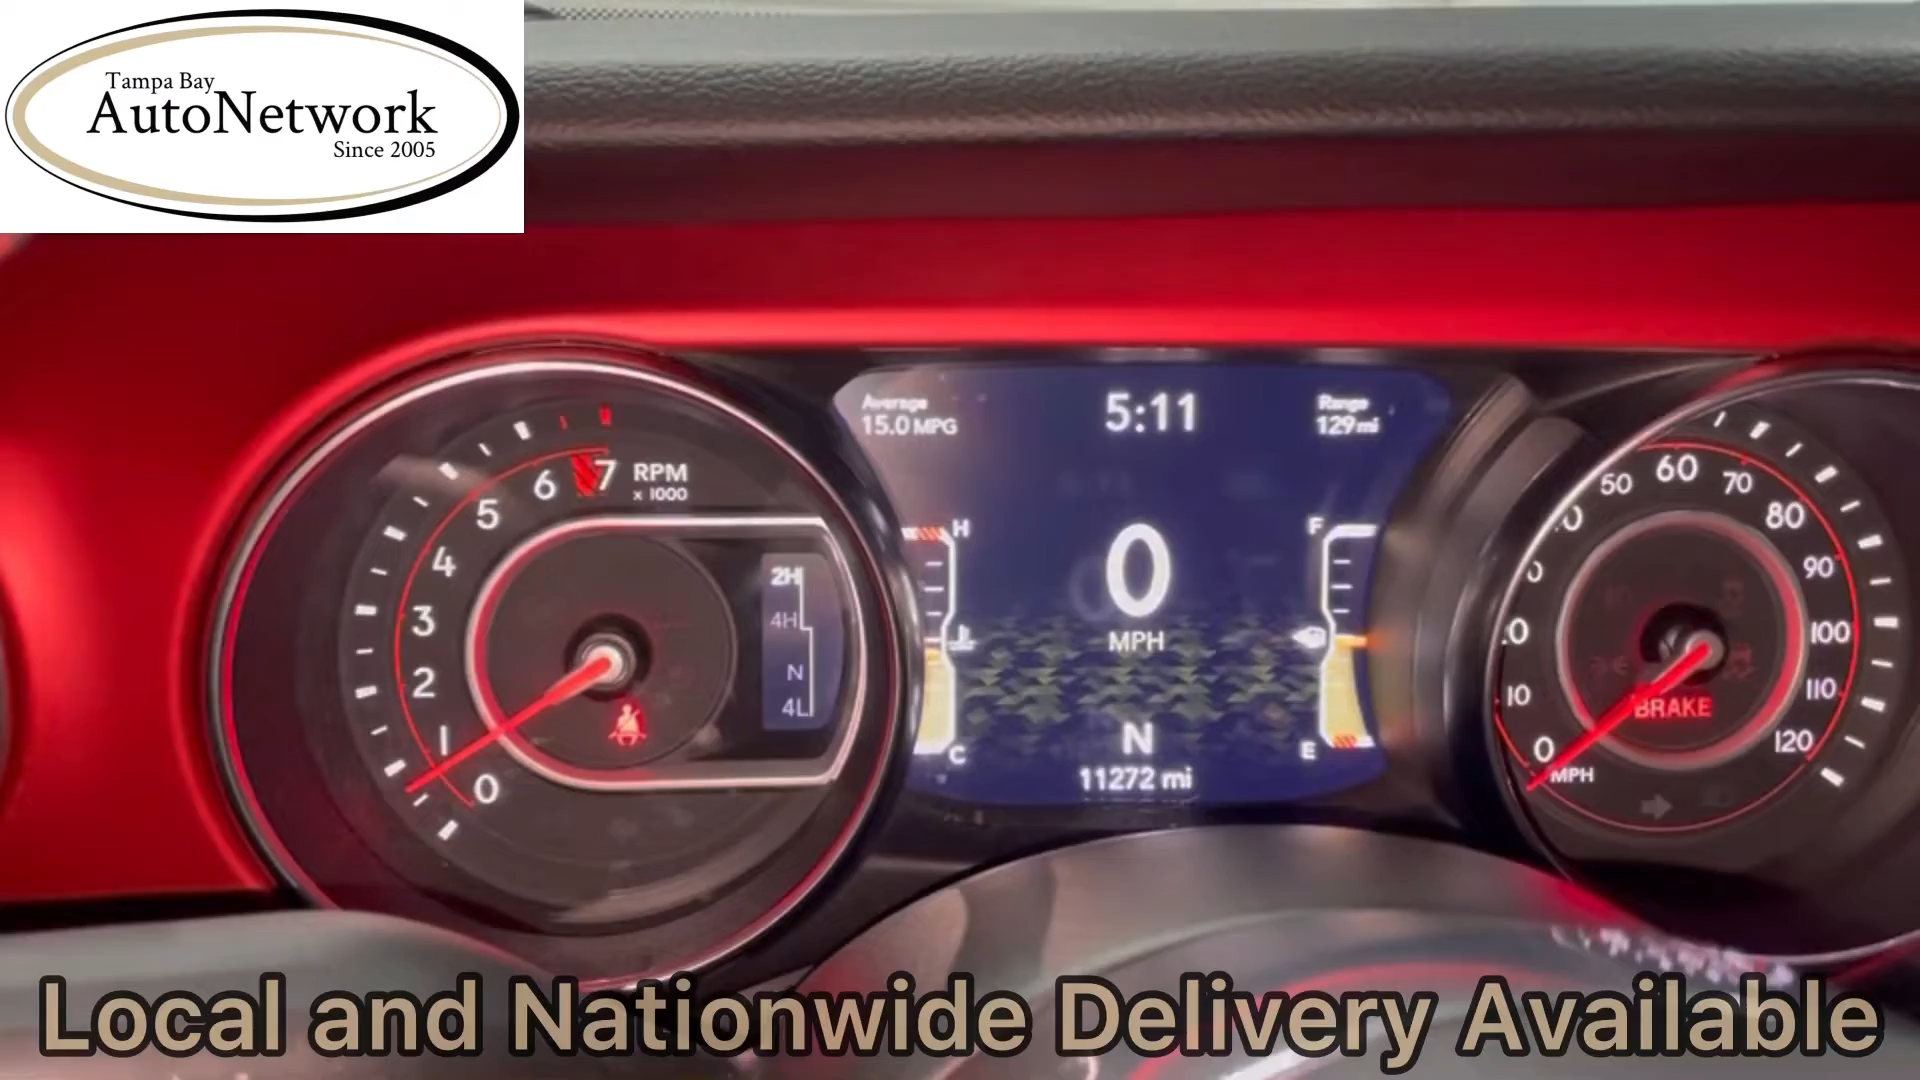 Tampa Bay
AutoNetwork
Since 2005
Average
15.0 MPG
5:11
Range
129 mi
7
RPM
x 1000
6
5
4
3
2
1
0
2H
4H
N
4L
H
C
0
MPH
N
11272 mi
F
E
50
60
70
80
90
100
110
120
10
0
MPH
BRAKE
Local and Nationwide Delivery Available